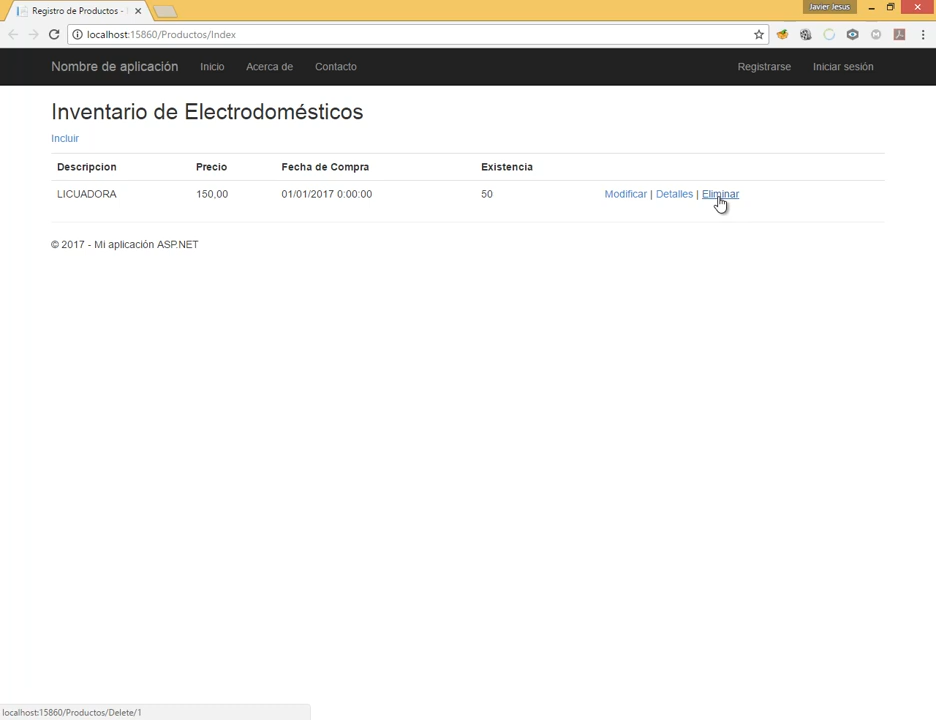 Registro de Productos -
Javier Jesus
localhost:15860/Productos/Index
Nombre de aplicación Inicio Acerca de Contacto Registrarse Iniciar sesión
Inventario de Electrodomésticos
Incluir
Descripcion Precio Fecha de Compra Existencia
LICUADORA 150,00 01/01/2017 0:00:00 50 Modificar | Detalles | Eliminar
© 2017 - Mi aplicación ASP.NET
localhost:15860/Productos/Delete/1